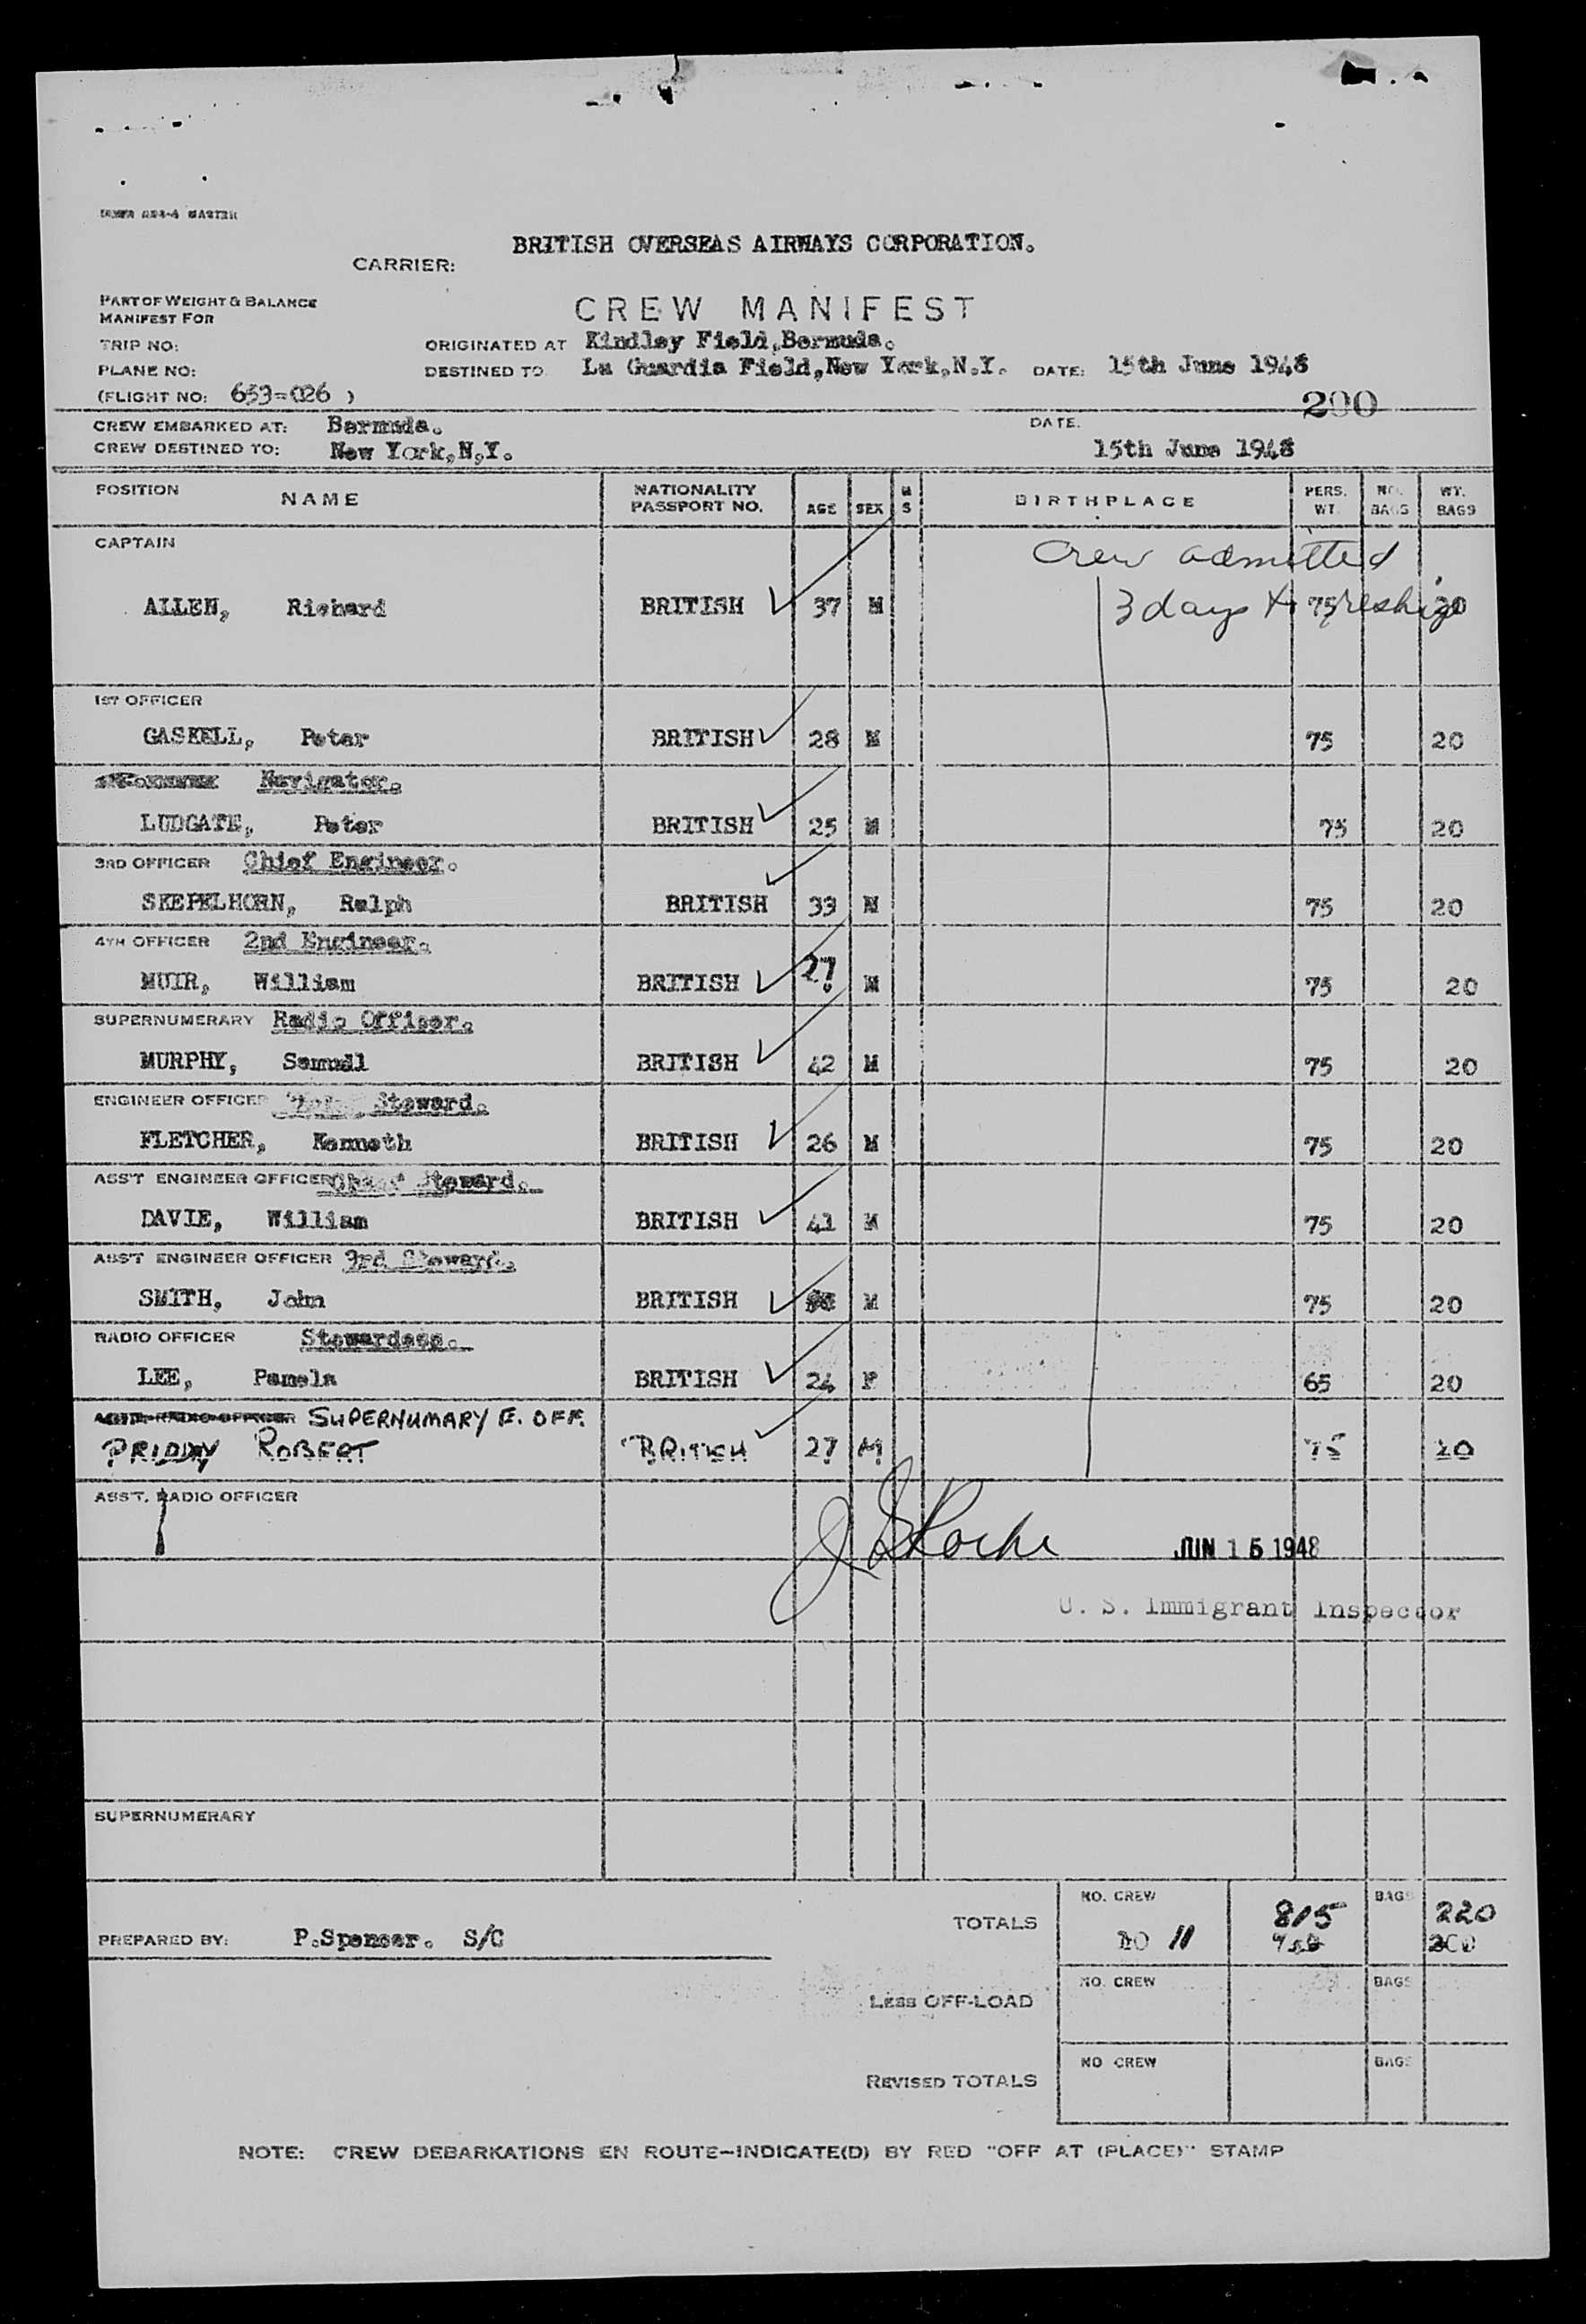 BRITISH OVERSEAS AIRWAYS CORPORATION.
CARRIER:
PART OF WEIGHT & BALANCE
MANIFEST FOR
CREW MANIFEST
TRIP NO: ORIGINATED AT Kindley Field, Bermuda.
PLANE NO: DESTINED TO La Guardia Field, New York, N.Y. DATE: 15th June 1948
(FLIGHT NO: 653-026 )
200
CREW EMBARKED AT: Bermuda. DATE.
CREW DESTINED TO: New York, N.Y. 15th June 1948
POSITION NAME NATIONALITY PASSPORT NO. AGE SEX M S BIRTHPLACE PERS. WT. NO. BAGS WT. BAGS
CAPTAIN
Crew admitted
ALLEN, Richard BRITISH 37 M 3 days to reship 75 20
1ST OFFICER
GASKELL, Peter BRITISH 28 M 75 20
Navigator.
LUDGATE, Peter BRITISH 25 M 75 20
3RD OFFICER Chief Engineer.
SKEPELHORN, Ralph BRITISH 33 M 75 20
4TH OFFICER 2nd Engineer.
MUIR, William BRITISH 27 M 75 20
SUPERNUMERARY Radio Officer.
MURPHY, Samuel BRITISH 42 M 75 20
ENGINEER OFFICER Steward.
FLETCHER, Kenneth BRITISH 26 M 75 20
ASS'T ENGINEER OFFICER Steward.
DAVIE, William BRITISH 41 M 75 20
ASS'T ENGINEER OFFICER 3rd Steward.
SMITH, John BRITISH M 75 20
RADIO OFFICER Stewardess.
LEE, Pamela BRITISH 24 F 65 20
SUPERNUMARY E. OFF.
PRIDDY ROBERT BRITISH 27 M 75 20
ASS'T. RADIO OFFICER
JUN 15 1948
U. S. Immigrant Inspector
SUPERNUMERARY
TOTALS NO. CREW 10 11 815 BAGS 220 200
PREPARED BY: P.Spencer. S/C
LESS OFF-LOAD NO. CREW BAGS
REVISED TOTALS NO CREW BAGS
NOTE: CREW DEBARKATIONS EN ROUTE-INDICATE(D) BY RED "OFF AT (PLACE)" STAMP